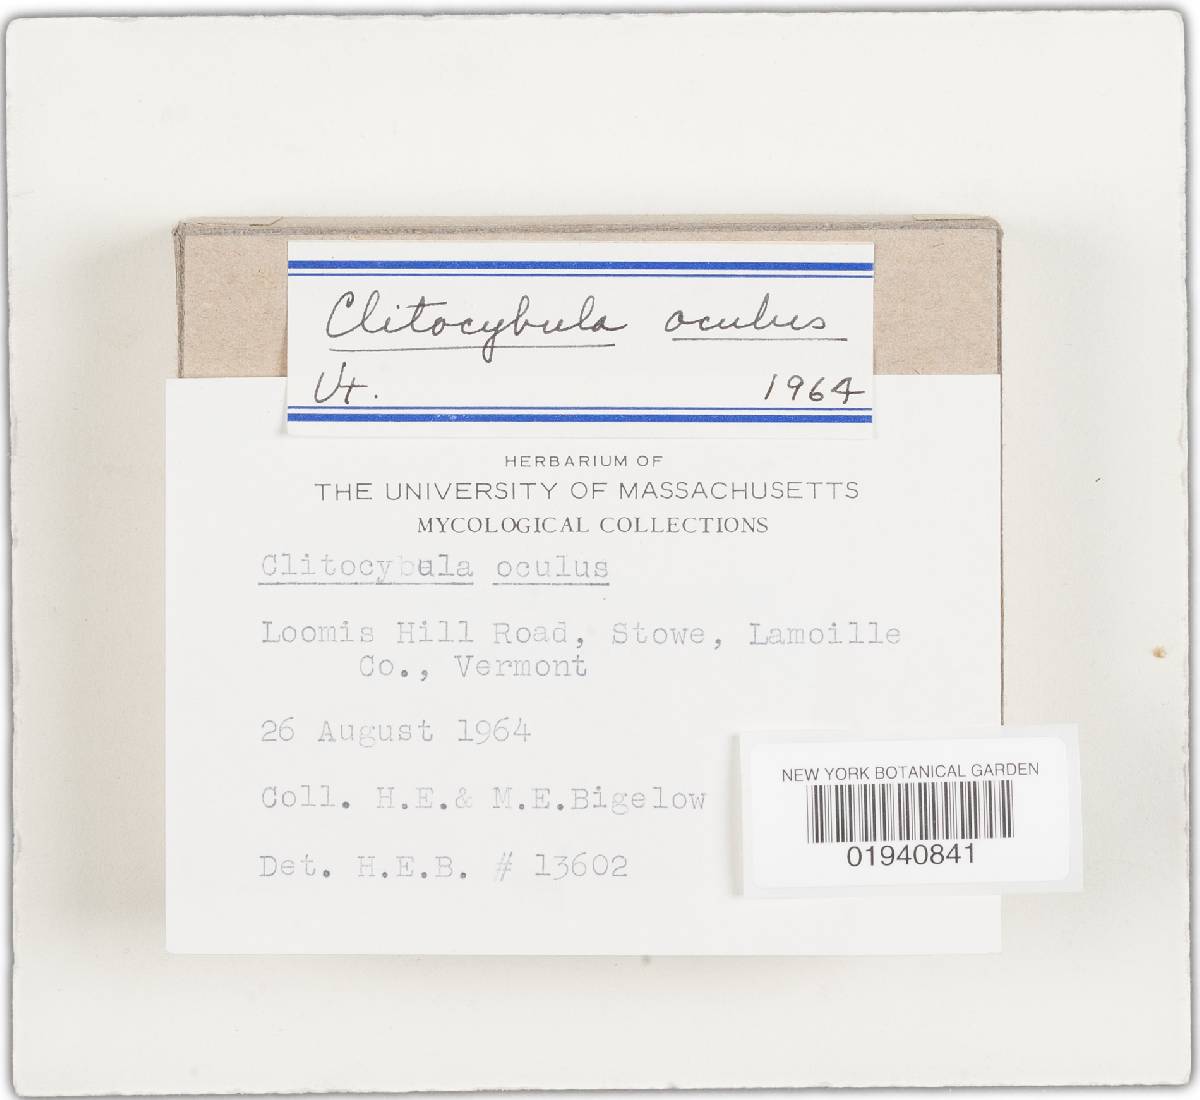 Clitocybula oculus
Vt. 1964
HERBARIUM OF
THE UNIVERSITY OF MASSACHUSETTS
MYCOLOGICAL COLLECTIONS
Clitocybula oculus
Loomis Hill Road, Stowe, Lamoille
Co., Vermont
26 August 1964
Coll. H.E.& M.E.Bigelow
Det. H.E.B. # 13602
NEW YORK BOTANICAL GARDEN
01940841